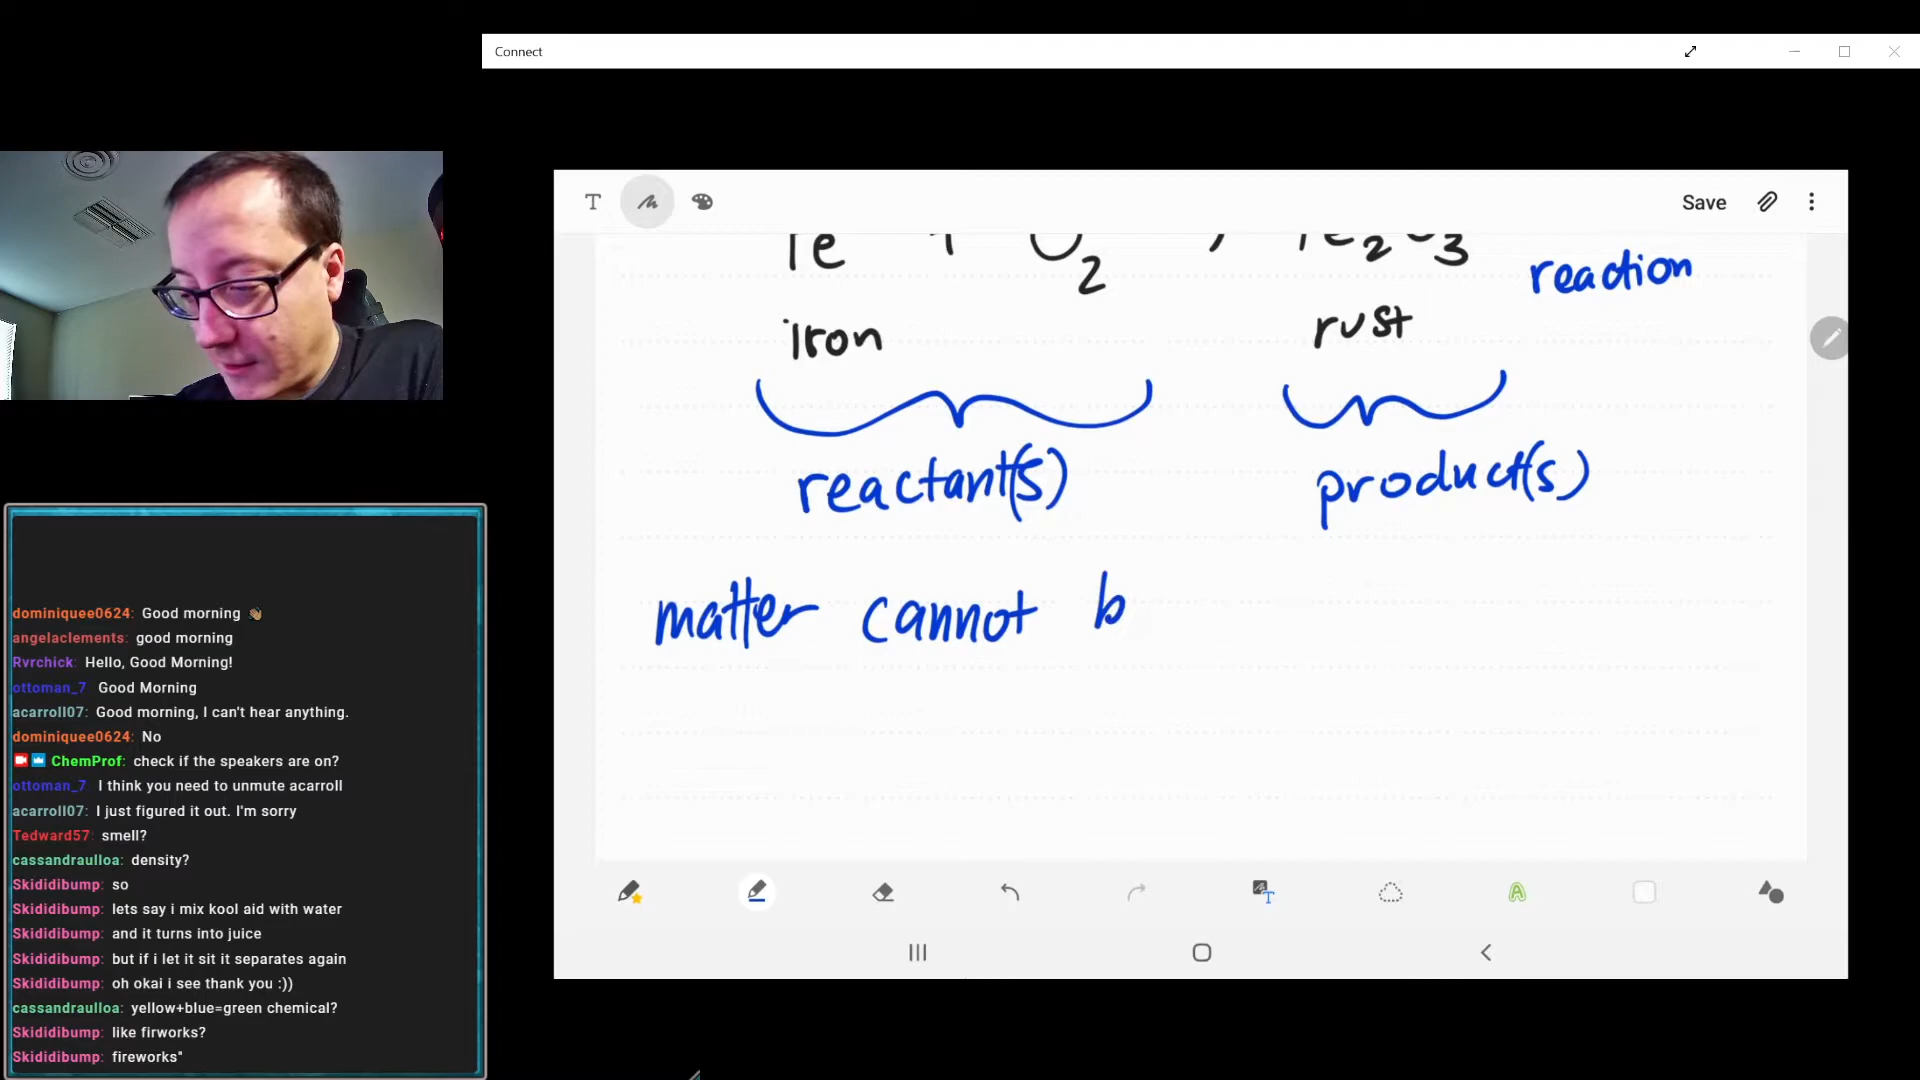 Connect
T
Save
Fe + O2 → Fe2O3
reaction
iron
rust
reactant(s)
product(s)
matter cannot b
T
A
dominiquee0624: Good morning 👋🏽
angelaclements: good morning
Rvrchick: Hello, Good Morning!
ottoman_7: Good Morning
acarroll07: Good morning, I can't hear anything.
dominiquee0624: No
ChemProf: check if the speakers are on?
ottoman_7: I think you need to unmute acarroll
acarroll07: I just figured it out. I'm sorry
Tedward57: smell?
cassandraulloa: density?
Skididibump: so
Skididibump: lets say i mix kool aid with water
Skididibump: and it turns into juice
Skididibump: but if i let it sit it separates again
Skididibump: oh okai i see thank you :))
cassandraulloa: yellow+blue=green chemical?
Skididibump: like firworks?
Skididibump: fireworks"